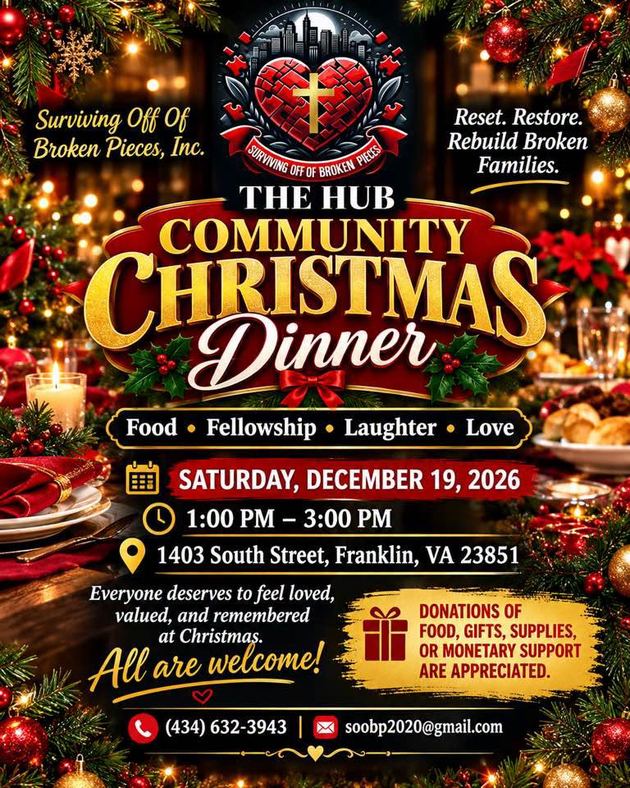 Surviving Off Of
Broken Pieces, Inc.
SURVIVING OFF OF BROKEN PIECES
Reset. Restore.
Rebuild Broken
Families.
THE HUB
COMMUNITY
CHRISTMAS
Dinner
Food • Fellowship • Laughter • Love
SATURDAY, DECEMBER 19, 2026
1:00 PM – 3:00 PM
1403 South Street, Franklin, VA 23851
Everyone deserves to feel loved,
valued, and remembered
at Christmas.
All are welcome!
DONATIONS OF
FOOD, GIFTS, SUPPLIES,
OR MONETARY SUPPORT
ARE APPRECIATED.
(434) 632-3943 | soobp2020@gmail.com